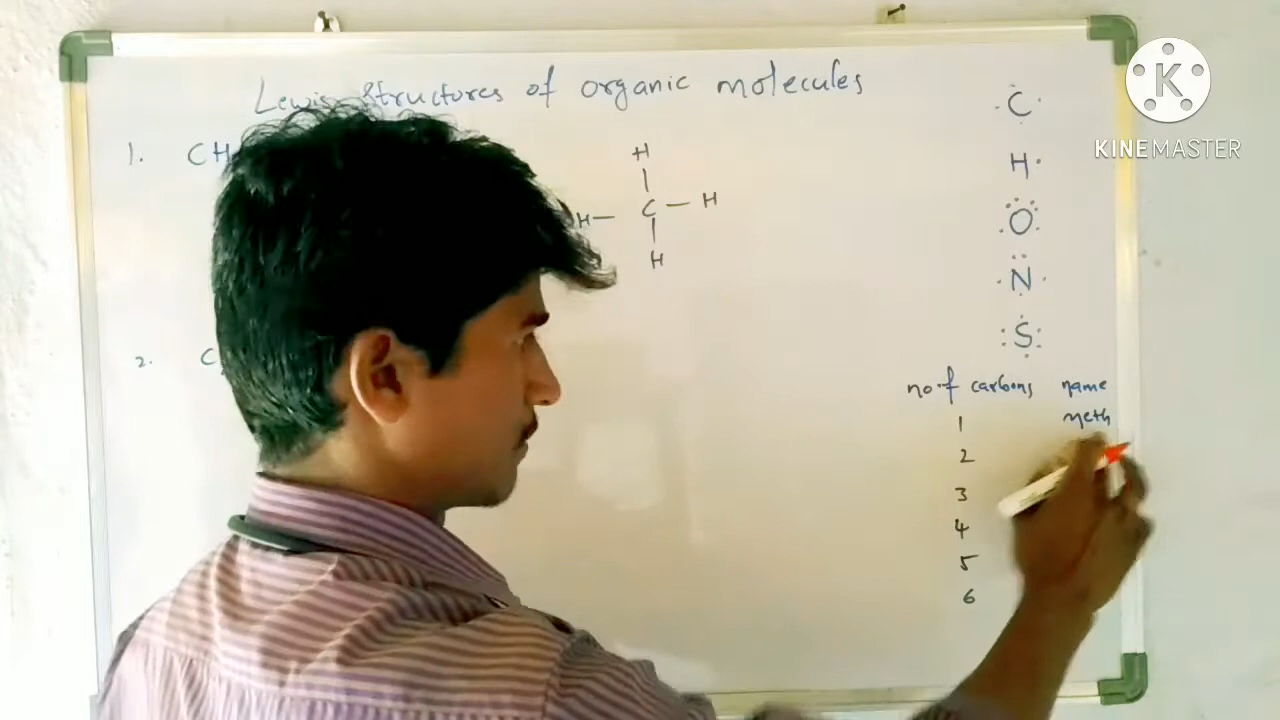 Lewis Structures of organic molecules
1. CH
H
H — C — H
H
2. C
C
H
O
N
S
no.f carbons name
1 meth
2
3
4
5
6
K
KINEMASTER